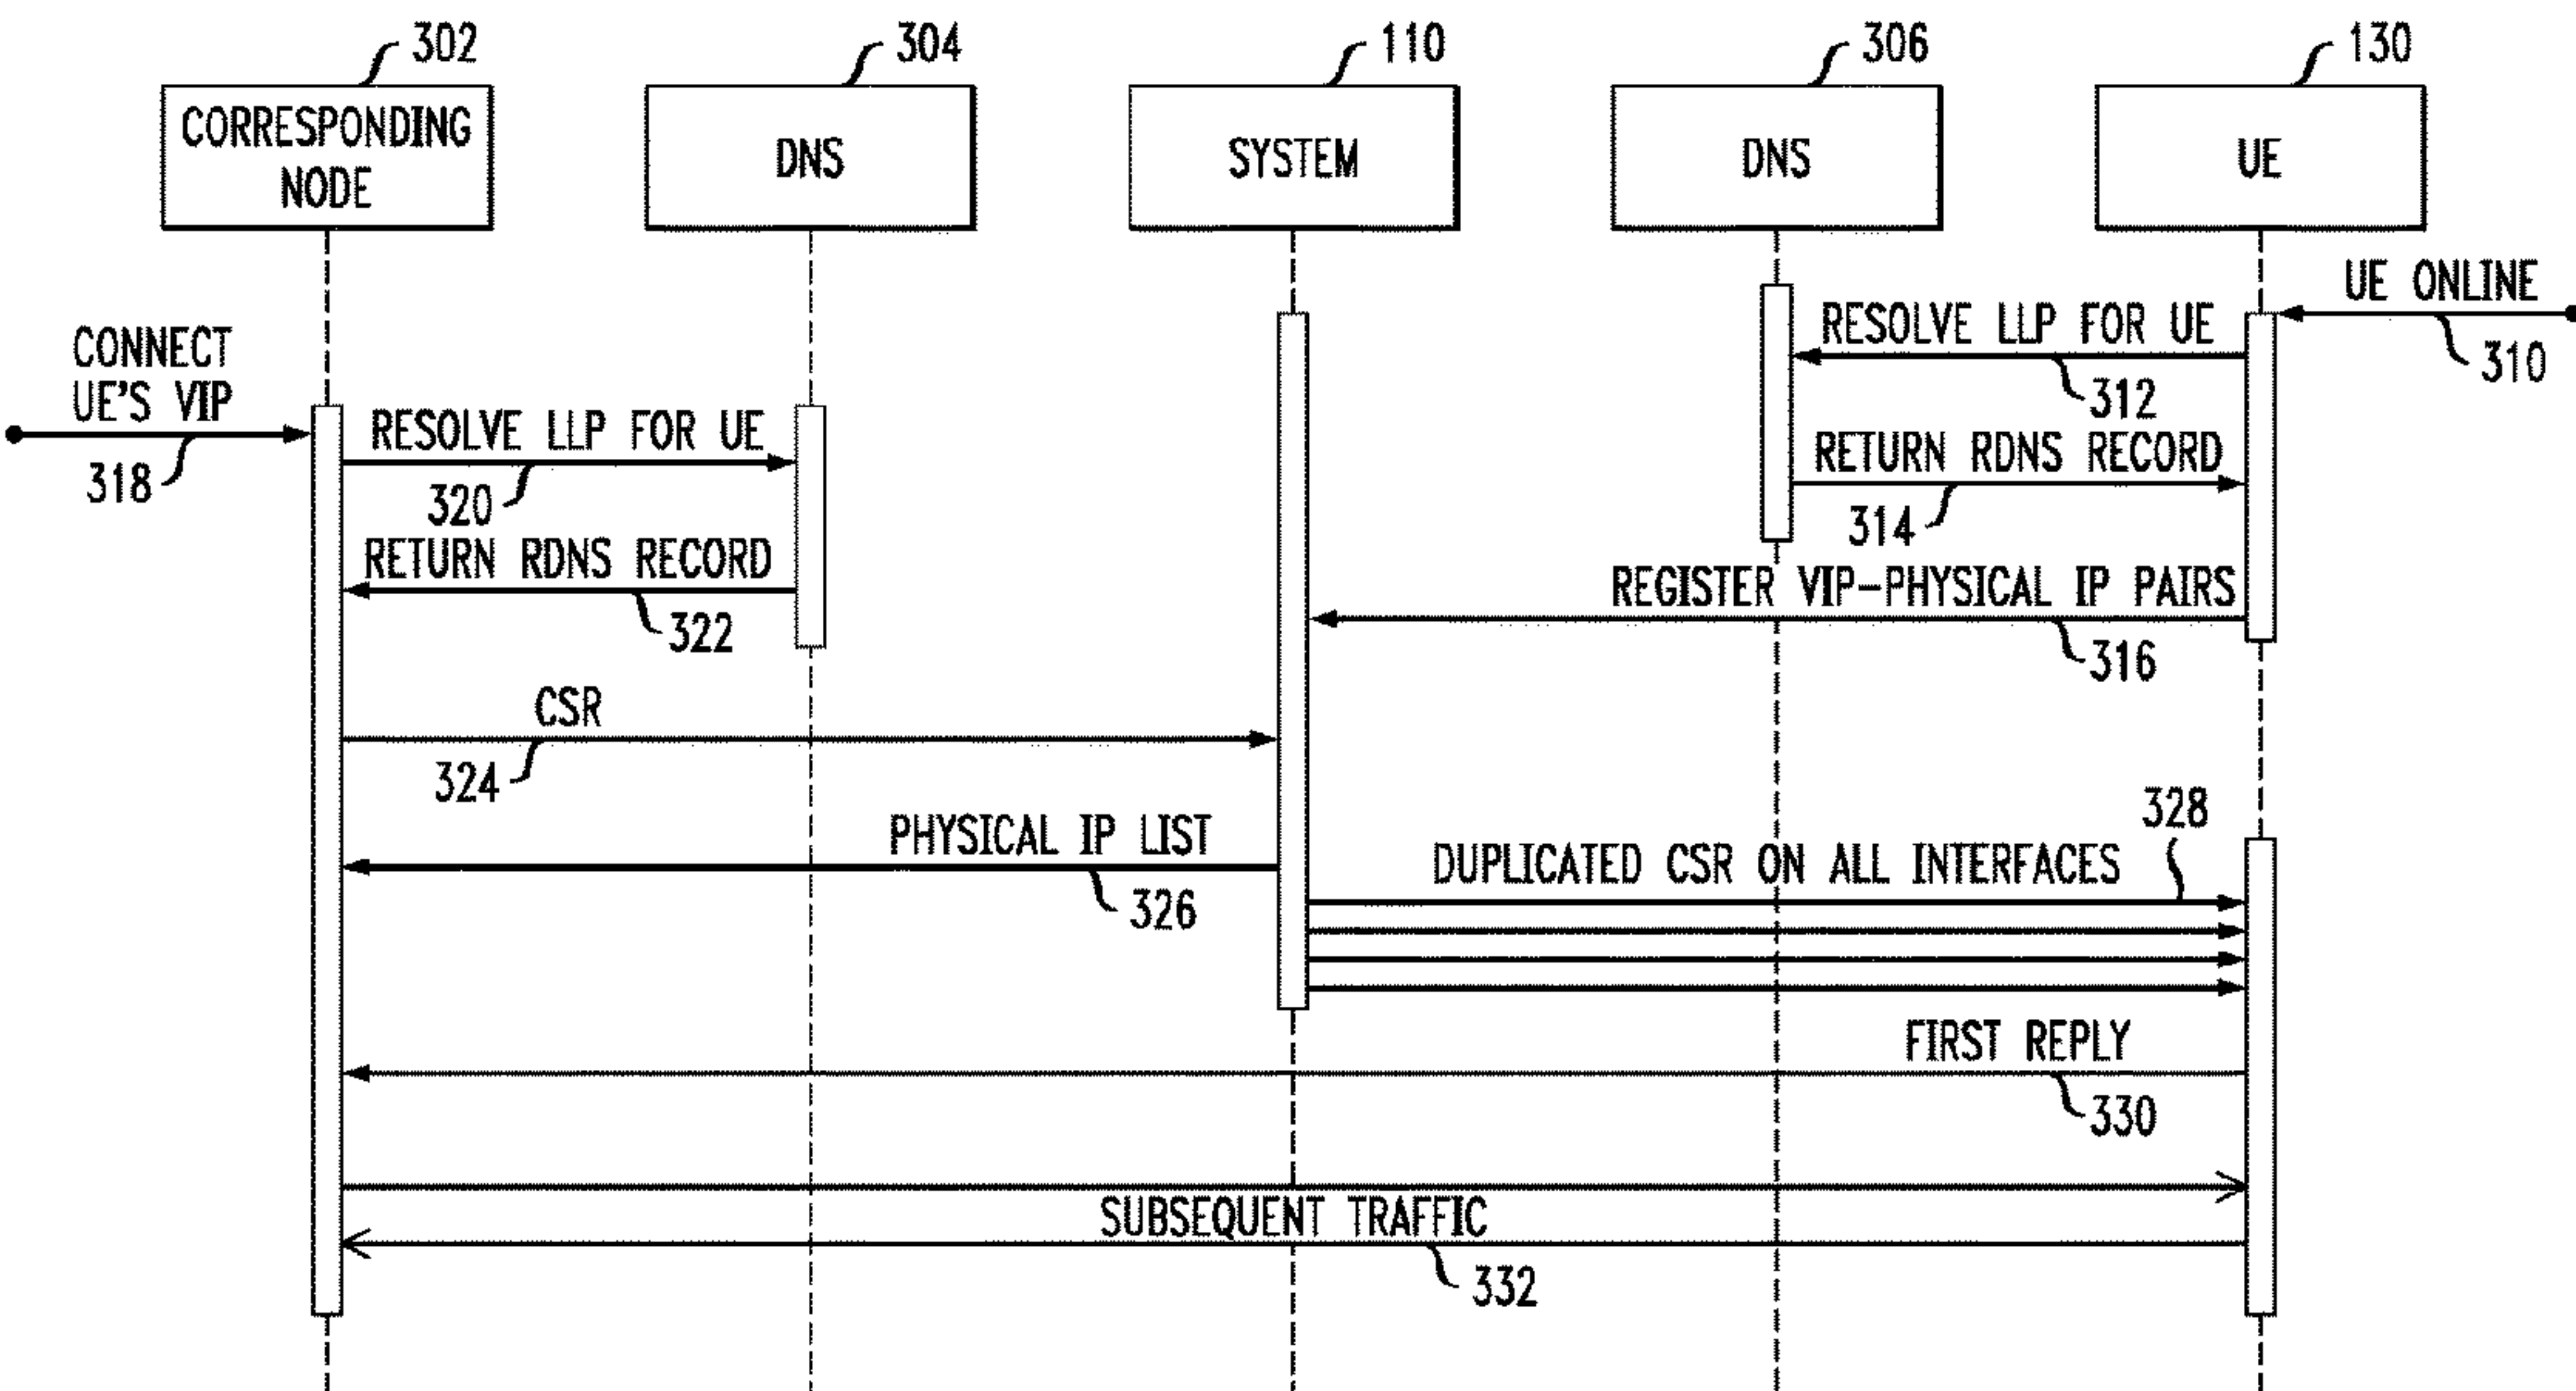 302
304
110
306
130
CORRESPONDING
NODE
DNS
SYSTEM
DNS
UE
UE ONLINE
310
RESOLVE LLP FOR UE
312
CONNECT
UE'S VIP
318
RESOLVE LLP FOR UE
320
RETURN RDNS RECORD
314
RETURN RDNS RECORD
322
REGISTER VIP-PHYSICAL IP PAIRS
316
CSR
324
PHYSICAL IP LIST
326
328
DUPLICATED CSR ON ALL INTERFACES
FIRST REPLY
330
SUBSEQUENT TRAFFIC
332